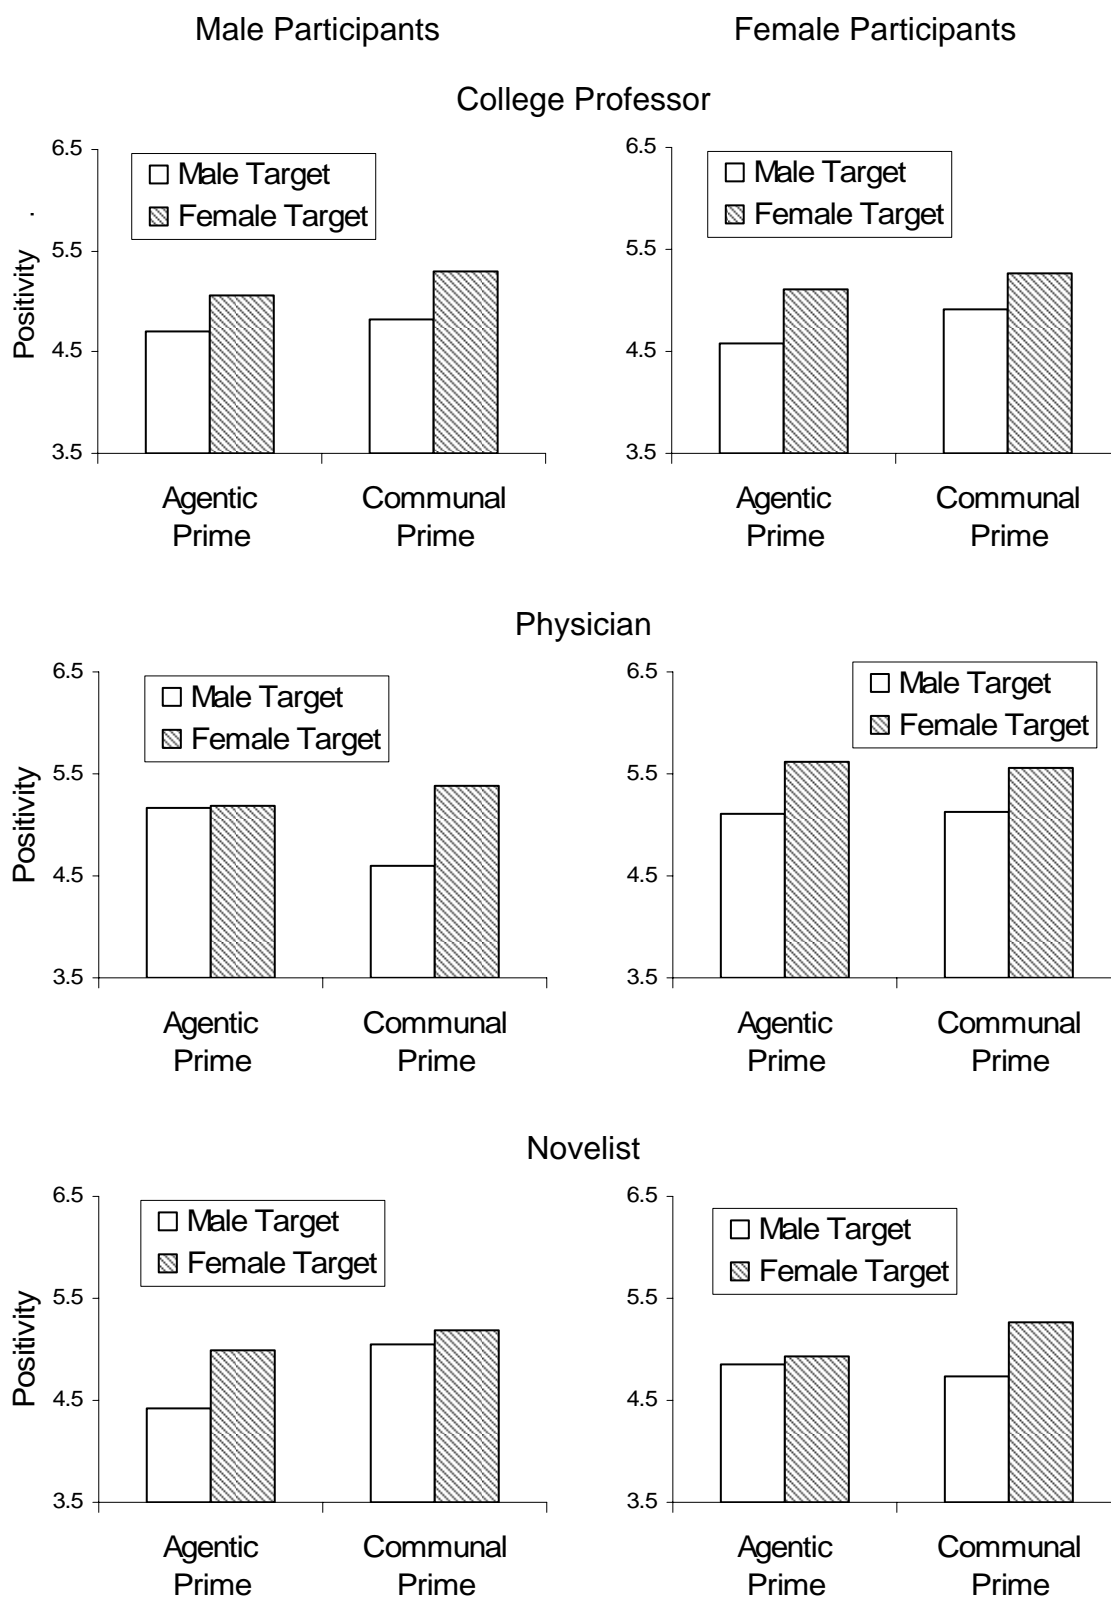 Male Participants Female Participants
College Professor
6.5 6.5
Male Target Male Target
Female Target Female Target
5.5 5.5
Positivity
4.5 4.5
3.5 3.5
Agentic Communal Agentic Communal
Prime Prime Prime Prime
Physician
6.5 6.5
Male Target Male Target
Female Target Female Target
5.5 5.5
Positivity
4.5 4.5
3.5 3.5
Agentic Communal Agentic Communal
Prime Prime Prime Prime
Novelist
6.5 6.5
Male Target Male Target
Female Target Female Target
5.5 5.5
Positivity
4.5 4.5
3.5 3.5
Agentic Communal Agentic Communal
Prime Prime Prime Prime